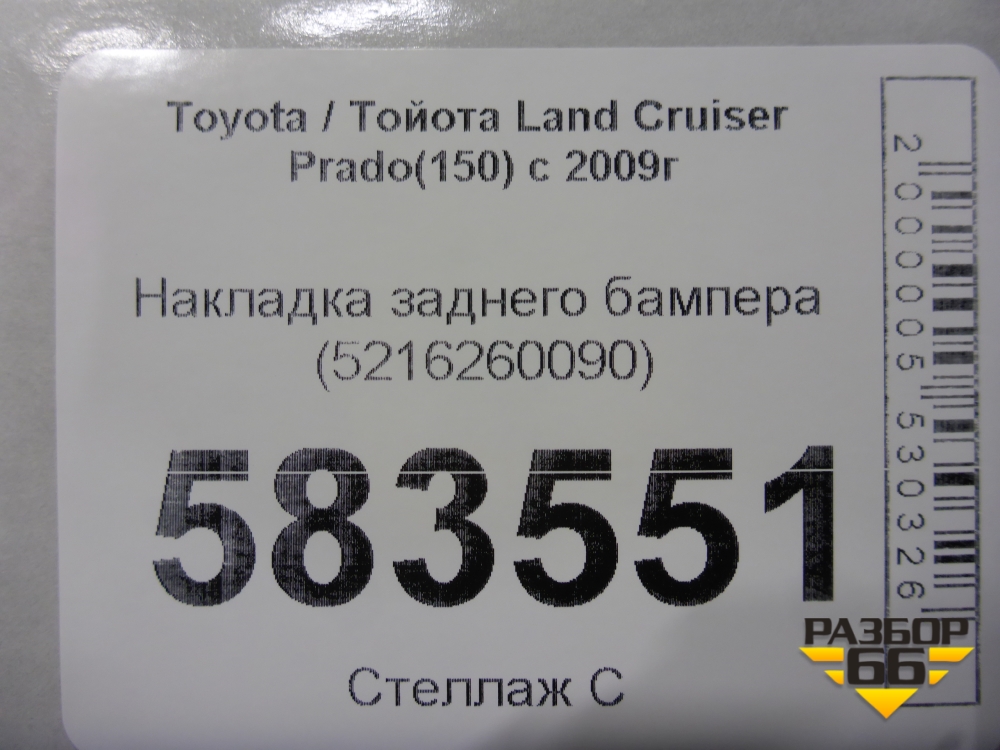 Toyota / Тойота Land Cruiser
Prado(150) с 2009г
Накладка заднего бампера
(5216260090)
583551
Стеллаж С
2000005530326
РАЗБОР
66